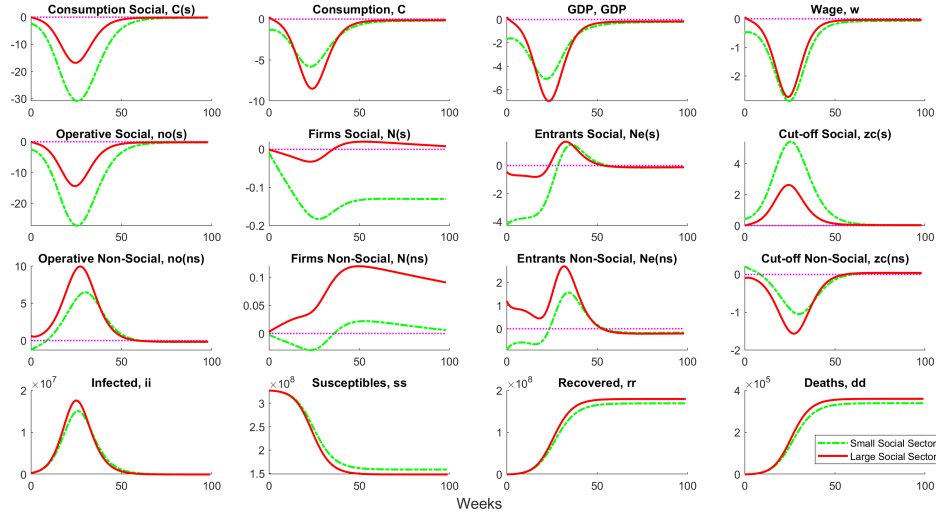 Consumption Social, C(s)
0
-10
-20
-30
0 50 100
Consumption, C
0
-5
-10
0 50 100
GDP, GDP
0
-2
-4
-6
0 50 100
Wage, w
0
-1
-2
0 50 100
Operative Social, no(s)
0
-10
-20
0 50 100
Firms Social, N(s)
0
-0.1
-0.2
0 50 100
Entrants Social, Ne(s)
0
-2
-4
0 50 100
Cut-off Social, zc(s)
4
2
0
0 50 100
Operative Non-Social, no(ns)
10
5
0
0 50 100
Firms Non-Social, N(ns)
0.1
0.05
0
0 50 100
Entrants Non-Social, Ne(ns)
2
0
0 50 100
Cut-off Non-Social, zc(ns)
0
-1
-2
0 50 100
×10⁷
Infected, ii
2
1
0
0 50 100
×10⁸
Susceptibles, ss
3
2.5
2
1.5
0 50 100
×10⁸
Recovered, rr
2
1
0
0 50 100
×10⁵
Deaths, dd
4
2
0
0 50 100
Small Social Sector
Large Social Sector
Weeks